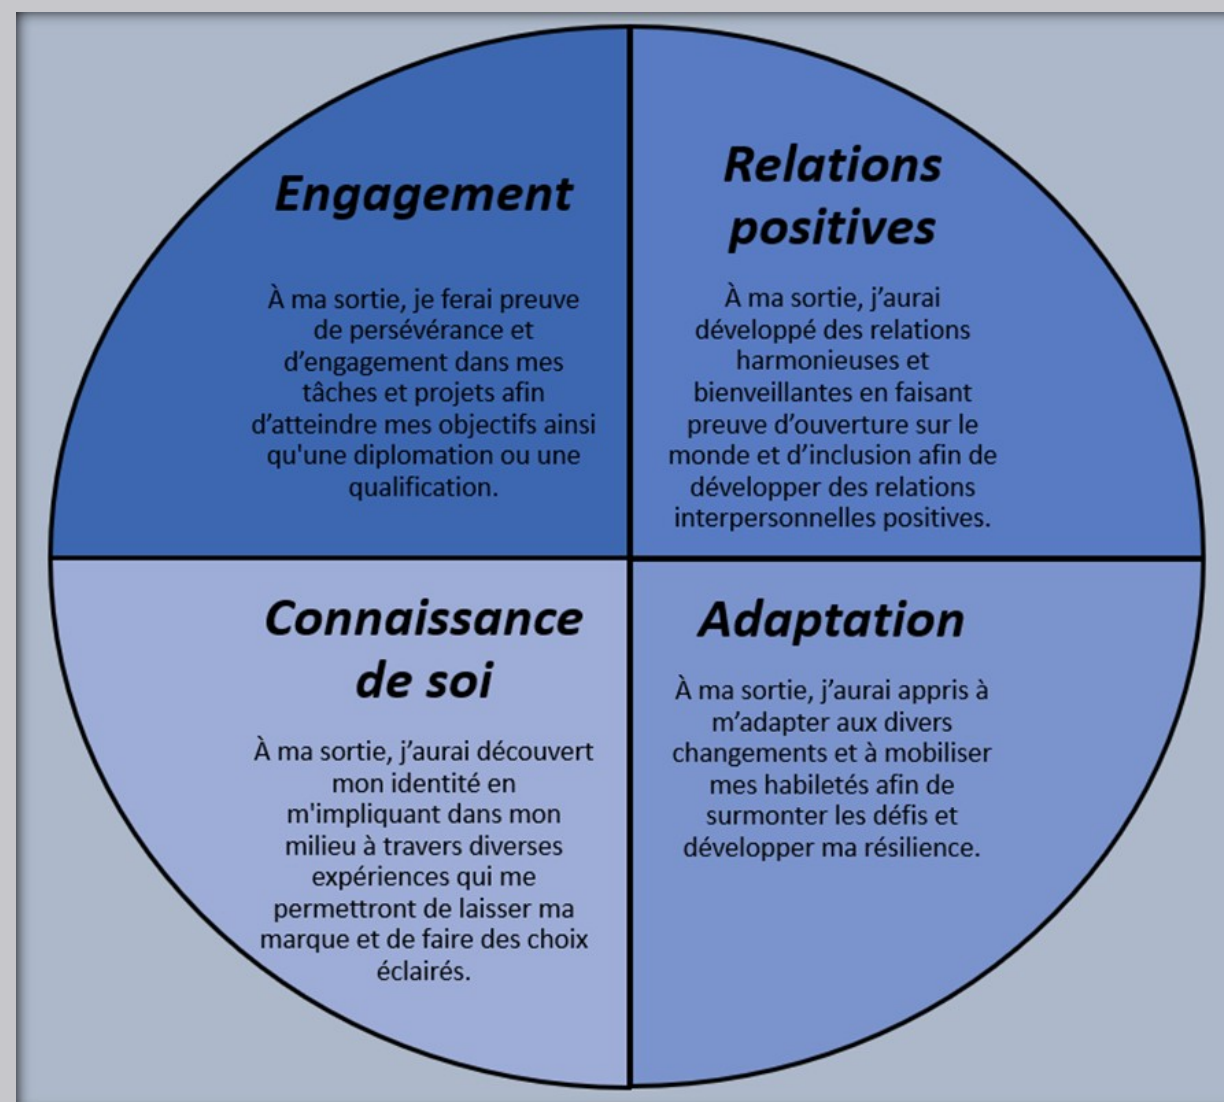 Engagement
À ma sortie, je ferai preuve
de persévérance et
d’engagement dans mes
tâches et projets afin
d’atteindre mes objectifs ainsi
qu'une diplomation ou une
qualification.
Relations
positives
À ma sortie, j’aurai
développé des relations
harmonieuses et
bienveillantes en faisant
preuve d’ouverture sur le
monde et d’inclusion afin de
développer des relations
interpersonnelles positives.
Connaissance
de soi
À ma sortie, j’aurai découvert
mon identité en
m'impliquant dans mon
milieu à travers diverses
expériences qui me
permettront de laisser ma
marque et de faire des choix
éclairés.
Adaptation
À ma sortie, j’aurai appris à
m’adapter aux divers
changements et à mobiliser
mes habiletés afin de
surmonter les défis et
développer ma résilience.